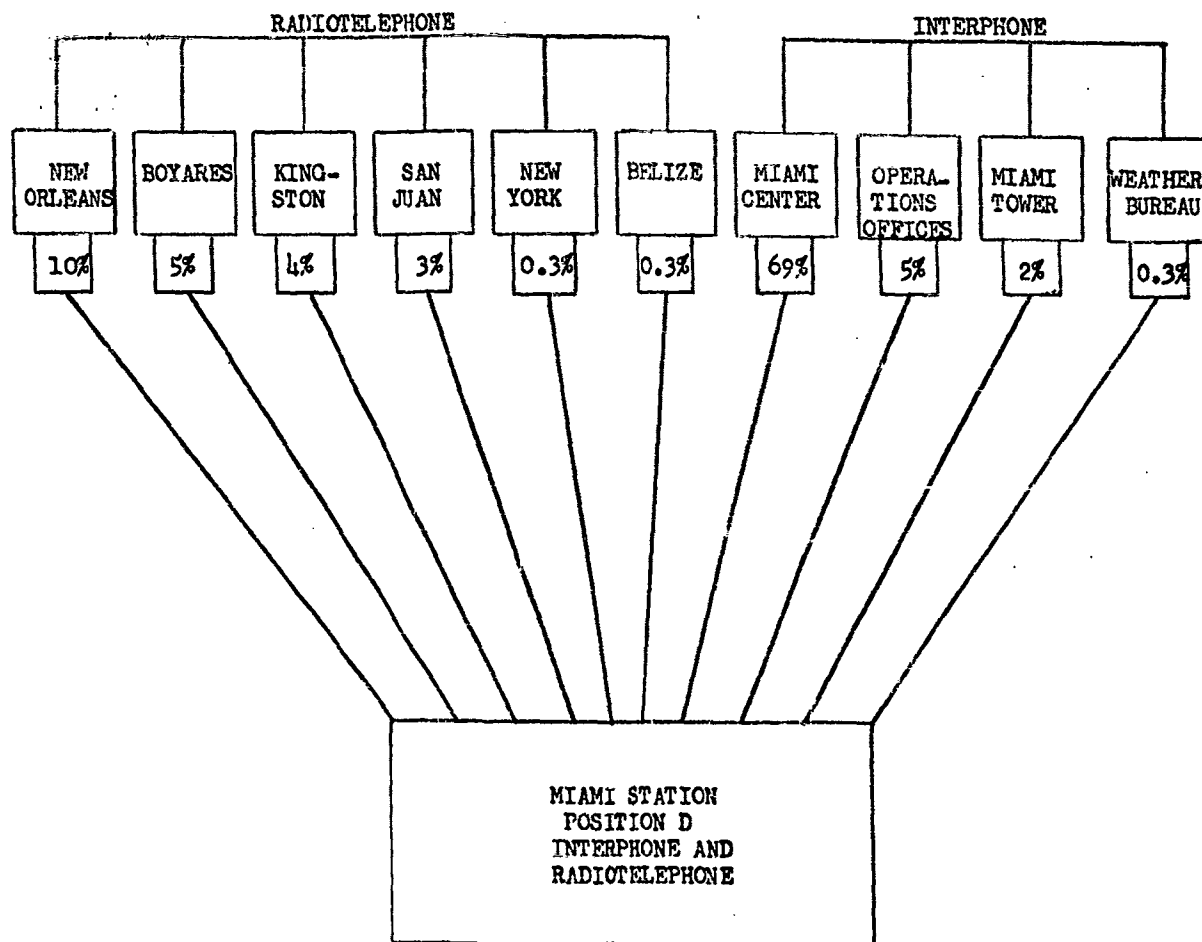 RADIOTELEPHONE
INTERPHONE
NEW
ORLEANS
BOYARES
KING-
STON
SAN
JUAN
NEW
YORK
BELIZE
MIAMI
CENTER
OPERA-
TIONS
OFFICES
MIAMI
TOWER
WEATHER
BUREAU
10%
5%
4%
3%
0.3%
0.3%
69%
5%
2%
0.3%
MIAMI STATION
POSITION D
INTERPHONE AND
RADIOTELEPHONE